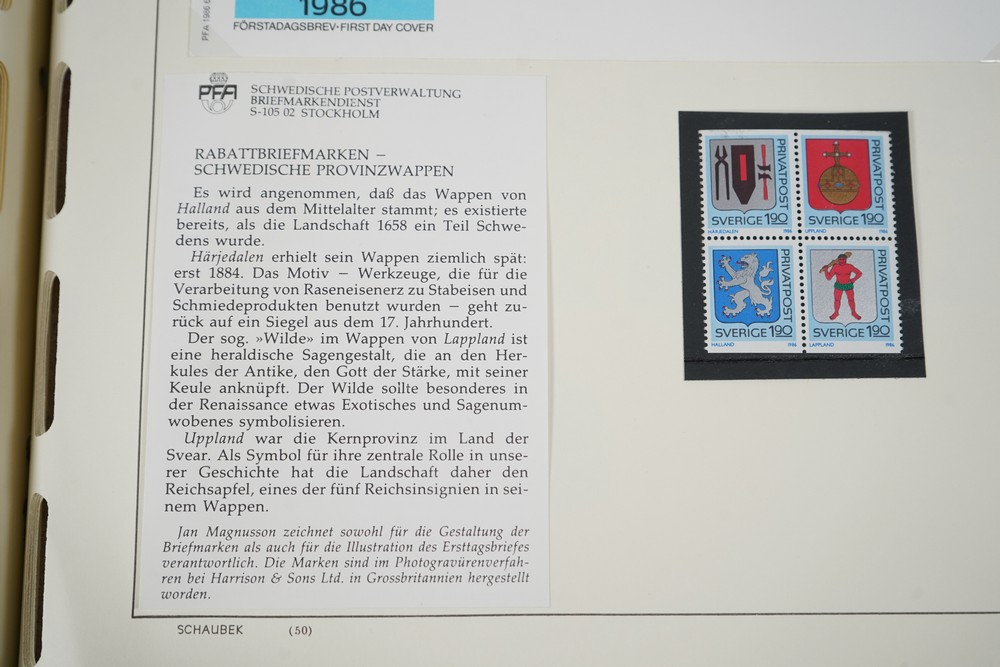 1986
FÖRSTADAGSBREV·FIRST DAY COVER
PFA 1986
PFA
SCHWEDISCHE POSTVERWALTUNG
BRIEFMARKENDIENST
S-105 02 STOCKHOLM
RABATTBRIEFMARKEN –
SCHWEDISCHE PROVINZWAPPEN
Es wird angenommen, daß das Wappen von
Halland aus dem Mittelalter stammt; es existierte
bereits, als die Landschaft 1658 ein Teil Schwe-
dens wurde.
Härjedalen erhielt sein Wappen ziemlich spät:
erst 1884. Das Motiv – Werkzeuge, die für die
Verarbeitung von Raseneisenerz zu Stabeisen und
Schmiedeprodukten benutzt wurden – geht zu-
rück auf ein Siegel aus dem 17. Jahrhundert.
Der sog. »Wilde» im Wappen von Lappland ist
eine heraldische Sagengestalt, die an den Her-
kules der Antike, den Gott der Stärke, mit seiner
Keule anknüpft. Der Wilde sollte besonderes in
der Renaissance etwas Exotisches und Sagenum-
wobenes symbolisieren.
Uppland war die Kernprovinz im Land der
Svear. Als Symbol für ihre zentrale Rolle in unse-
rer Geschichte hat die Landschaft daher den
Reichsapfel, eines der fünf Reichsinsignien in sei-
nem Wappen.
Jan Magnusson zeichnet sowohl für die Gestaltung der
Briefmarken als auch für die Illustration des Ersttagsbriefes
verantwortlich. Die Marken sind im Photogravürenverfah-
ren bei Harrison & Sons Ltd. in Grossbritannien hergestellt
worden.
PRIVATPOST
SVERIGE 1.90
HÄRJEDALEN 1986
PRIVATPOST
SVERIGE 1.90
UPPLAND 1986
PRIVATPOST
SVERIGE 1.90
HALLAND 1986
PRIVATPOST
SVERIGE 1.90
LAPPLAND 1986
SCHAUBEK (50)